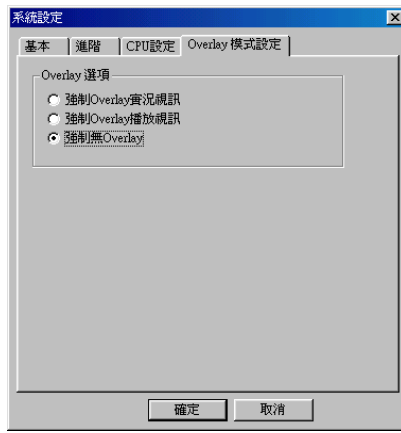 系統設定
基本 進階 CPU設定 Overlay 模式設定
Overlay 選項
強制Overlay實況視訊
強制Overlay播放視訊
強制無Overlay
確定 取消